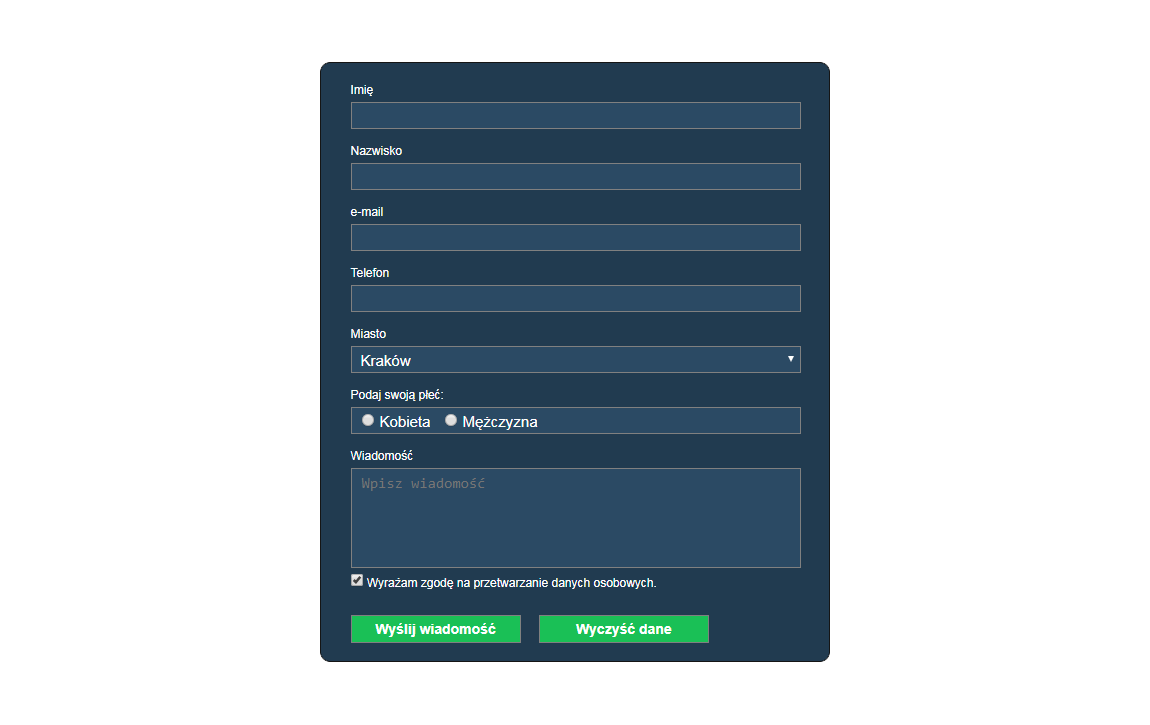 Imię
Nazwisko
e-mail
Telefon
Miasto
Kraków
Podaj swoją płeć:
Kobieta Mężczyzna
Wiadomość
Wpisz wiadomość
Wyrażam zgodę na przetwarzanie danych osobowych.
Wyślij wiadomość Wyczyść dane